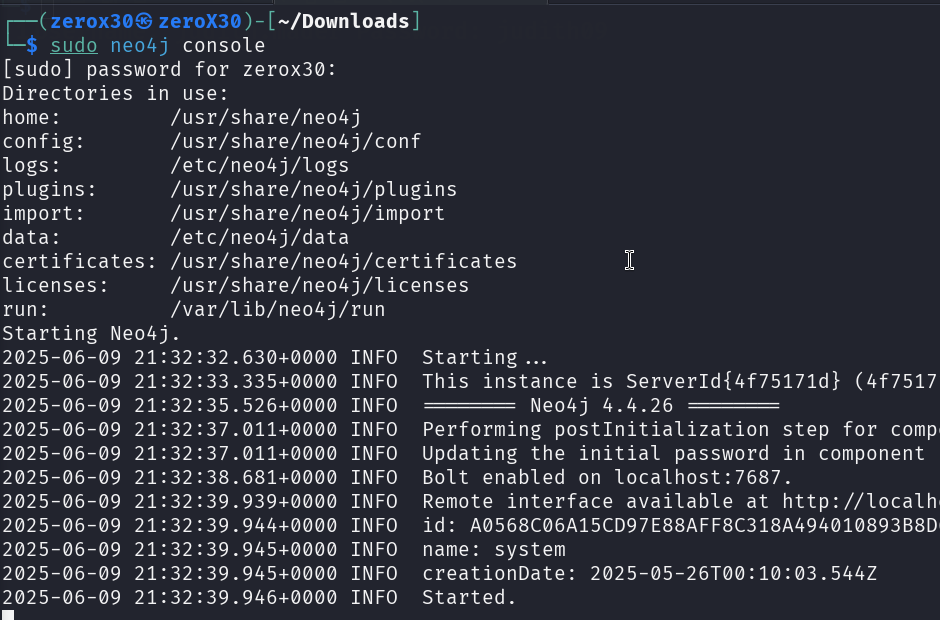 ┌──(zerox30㉿zeroX30)-[~/Downloads]
└─$ sudo neo4j console
[sudo] password for zerox30:
Directories in use:
home:         /usr/share/neo4j
config:       /usr/share/neo4j/conf
logs:         /etc/neo4j/logs
plugins:      /usr/share/neo4j/plugins
import:       /usr/share/neo4j/import
data:         /etc/neo4j/data
certificates: /usr/share/neo4j/certificates
licenses:     /usr/share/neo4j/licenses
run:          /var/lib/neo4j/run
Starting Neo4j.
2025-06-09 21:32:32.630+0000 INFO  Starting...
2025-06-09 21:32:33.335+0000 INFO  This instance is ServerId{4f75171d} (4f7517
2025-06-09 21:32:35.526+0000 INFO  ======== Neo4j 4.4.26 ========
2025-06-09 21:32:37.011+0000 INFO  Performing postInitialization step for comp
2025-06-09 21:32:37.011+0000 INFO  Updating the initial password in component
2025-06-09 21:32:38.681+0000 INFO  Bolt enabled on localhost:7687.
2025-06-09 21:32:39.939+0000 INFO  Remote interface available at http://localh
2025-06-09 21:32:39.944+0000 INFO  id: A0568C06A15CD97E88AFF8C318A494010893B8D
2025-06-09 21:32:39.945+0000 INFO  name: system
2025-06-09 21:32:39.945+0000 INFO  creationDate: 2025-05-26T00:10:03.544Z
2025-06-09 21:32:39.946+0000 INFO  Started.